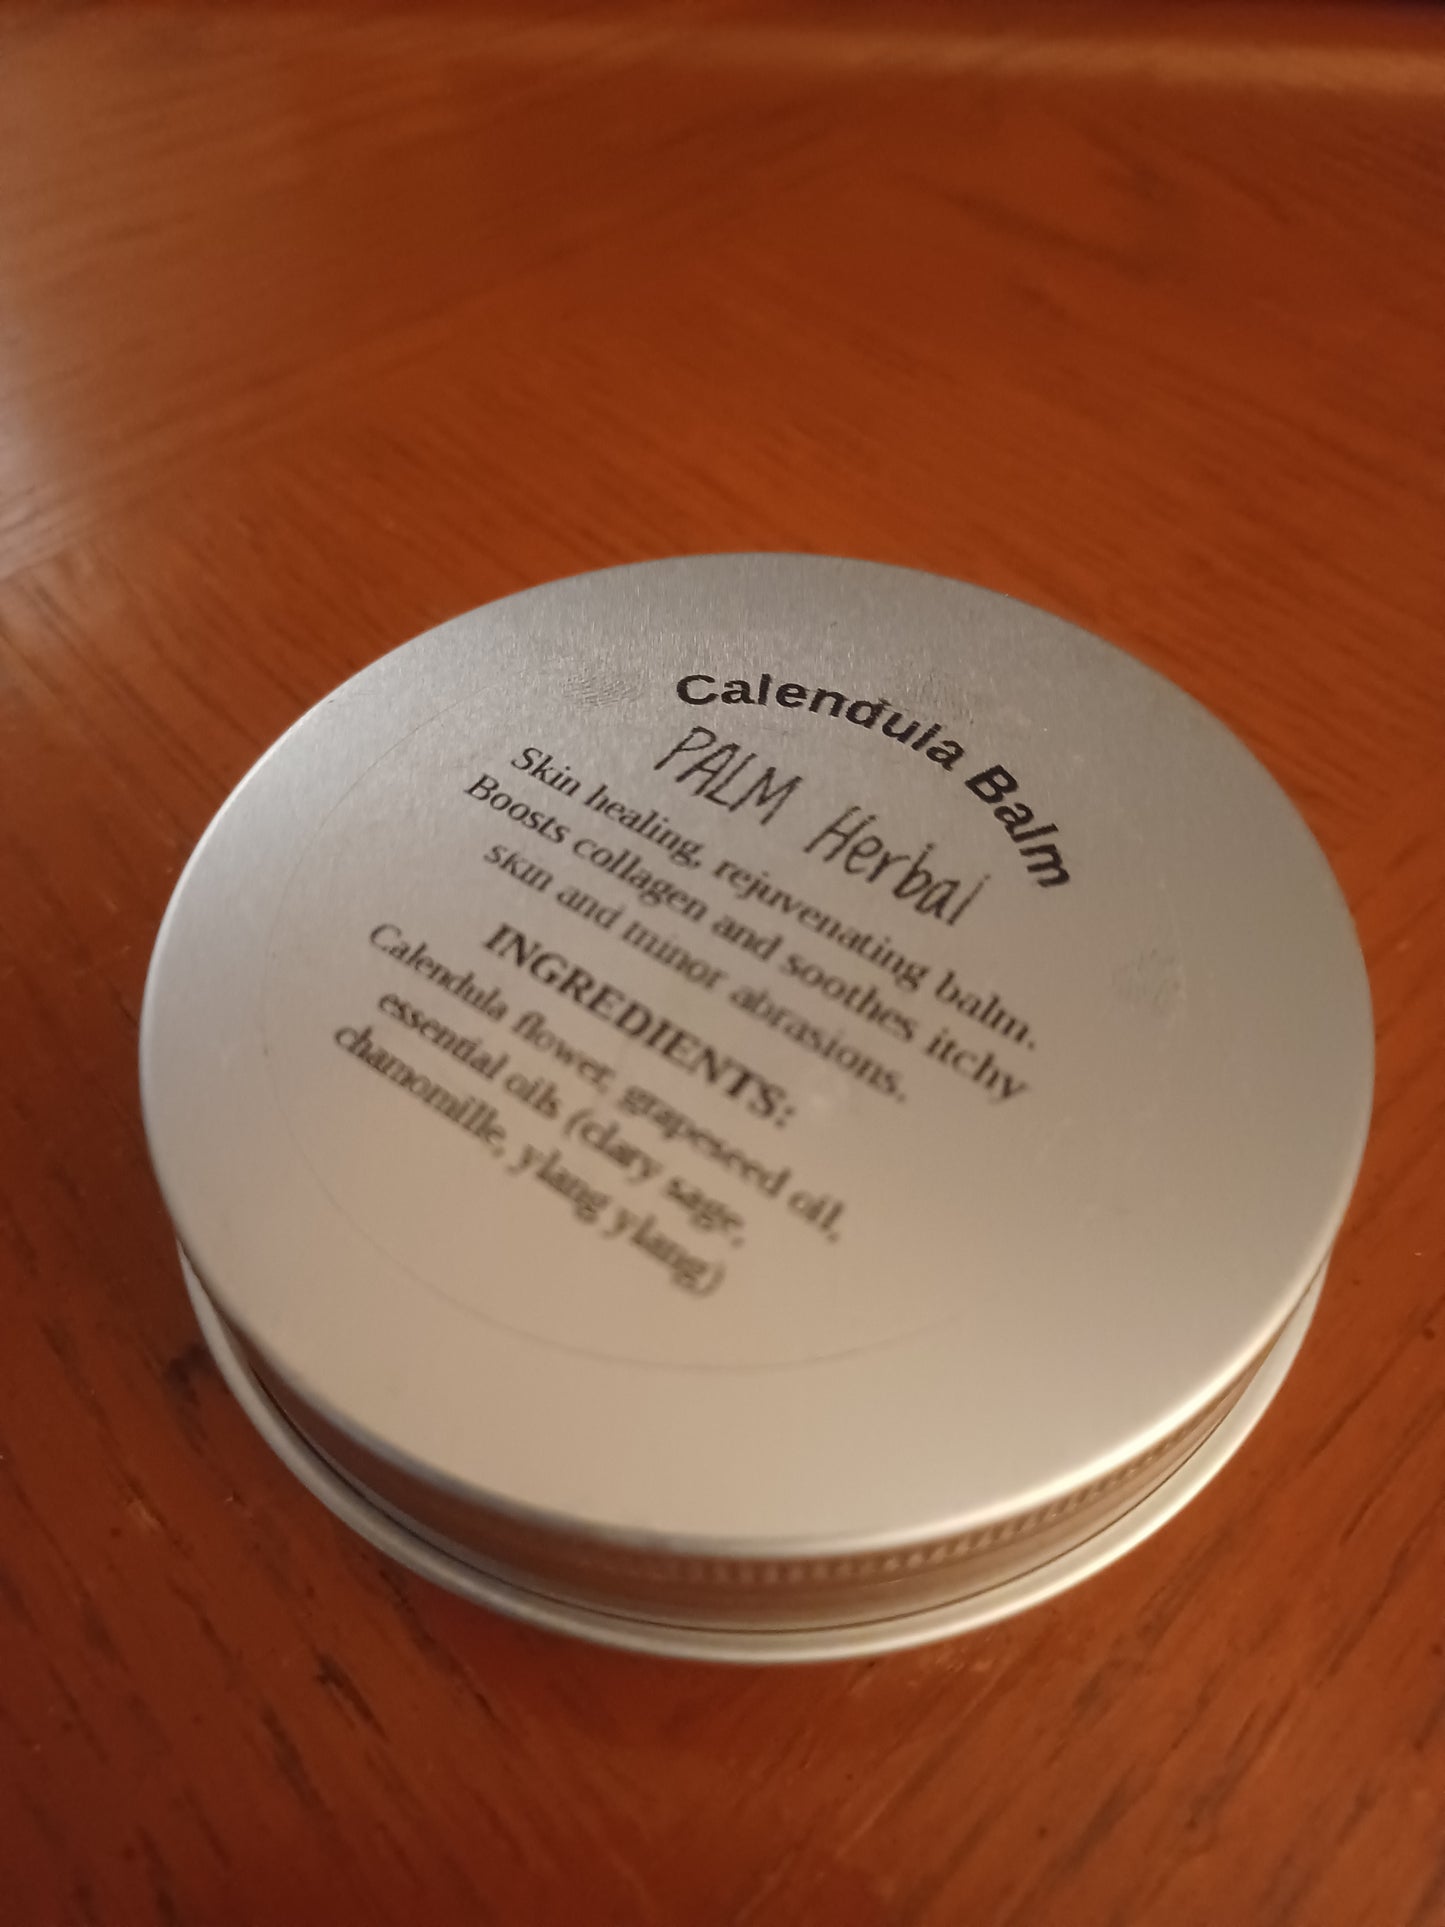 Calendula Balm
PALM Herbal
Skin healing, rejuvenating balm.
Boosts collagen and soothes itchy
skin and minor abrasions.
INGREDIENTS:
Calendula flower, grapeseed oil,
essential oils (clary sage,
chamomille, ylang ylang)